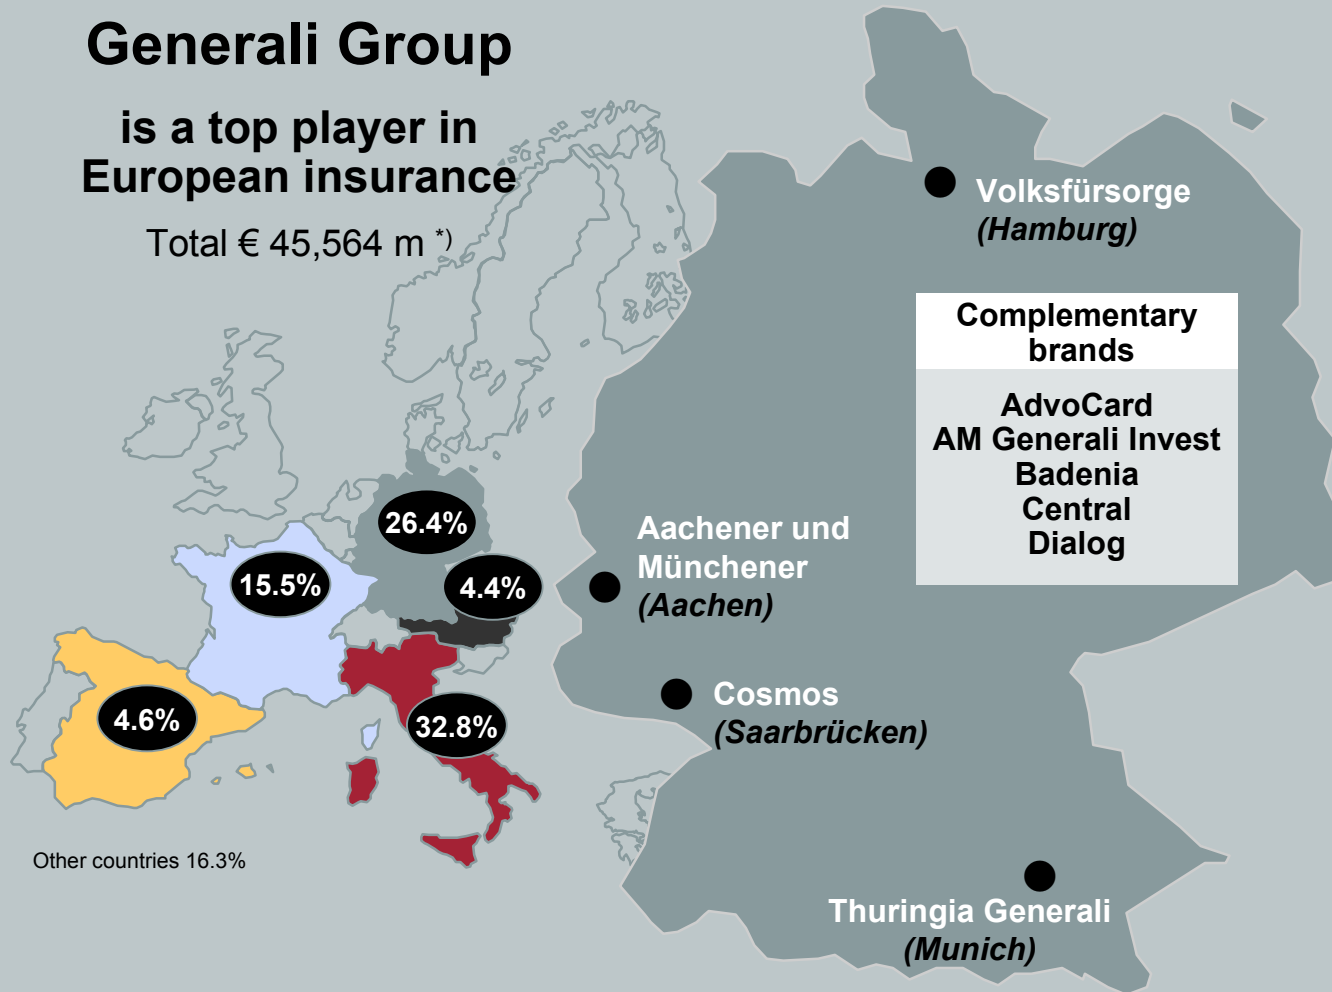 Generali Group
is a top player in
European insurance
Total € 45,564 m *)
26.4%
15.5%
4.4%
4.6%
32.8%
Other countries 16.3%
Volksfürsorge
(Hamburg)
Complementary
brands
AdvoCard
AM Generali Invest
Badenia
Central
Dialog
Aachener und
Münchener
(Aachen)
Cosmos
(Saarbrücken)
Thuringia Generali
(Munich)